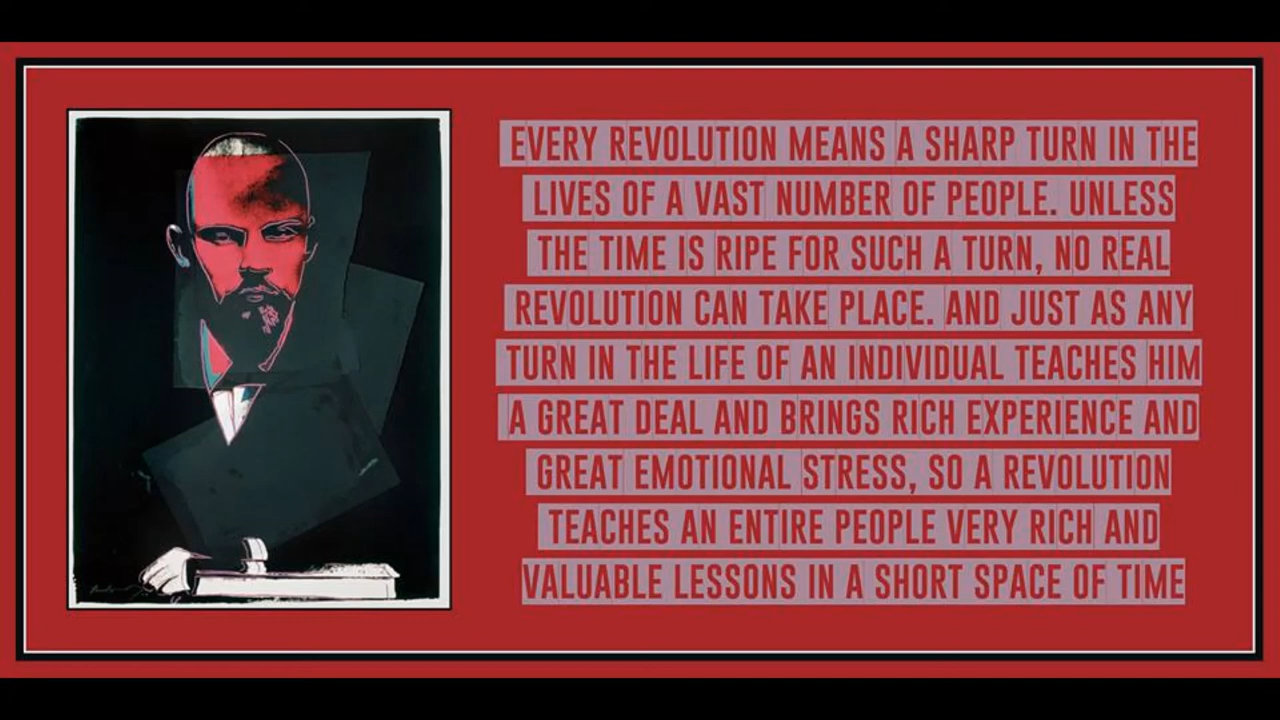 EVERY REVOLUTION MEANS A SHARP TURN IN THE
LIVES OF A VAST NUMBER OF PEOPLE. UNLESS
THE TIME IS RIPE FOR SUCH A TURN, NO REAL
REVOLUTION CAN TAKE PLACE. AND JUST AS ANY
TURN IN THE LIFE OF AN INDIVIDUAL TEACHES HIM
A GREAT DEAL AND BRINGS RICH EXPERIENCE AND
GREAT EMOTIONAL STRESS, SO A REVOLUTION
TEACHES AN ENTIRE PEOPLE VERY RICH AND
VALUABLE LESSONS IN A SHORT SPACE OF TIME